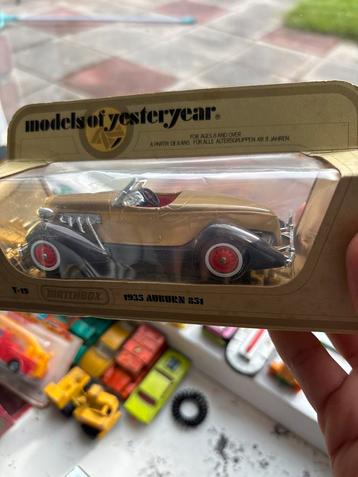 models of yesteryear®
FOR AGES 8 AND OVER
A PARTIR DE 8 ANS FÜR ALLE ALTERSGRUPPEN AB 8 JAHREN.
Y-19 MATCHBOX 1935 AUBURN 851